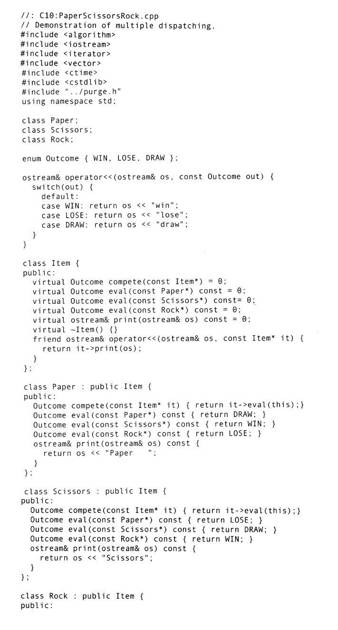 //: C10:PaperScissorsRock.cpp
// Demonstration of multiple dispatching.
#include <algorithm>
#include <iostream>
#include <iterator>
#include <vector>
#include <ctime>
#include <cstdlib>
#include "../purge.h"
using namespace std;

class Paper;
class Scissors;
class Rock;

enum Outcome { WIN, LOSE, DRAW };

ostream& operator<<(ostream& os, const Outcome out) {
  switch(out) {
    default:
    case WIN: return os << "win";
    case LOSE: return os << "lose";
    case DRAW: return os << "draw";
  }
}

class Item {
public:
  virtual Outcome compete(const Item*) = 0;
  virtual Outcome eval(const Paper*) const = 0;
  virtual Outcome eval(const Scissors*) const= 0;
  virtual Outcome eval(const Rock*) const = 0;
  virtual ostream& print(ostream& os) const = 0;
  virtual ~Item() {}
  friend ostream& operator<<(ostream& os, const Item* it) {
    return it->print(os);
  }
};

class Paper : public Item {
public:
  Outcome compete(const Item* it) { return it->eval(this);}
  Outcome eval(const Paper*) const { return DRAW; }
  Outcome eval(const Scissors*) const { return WIN; }
  Outcome eval(const Rock*) const { return LOSE; }
  ostream& print(ostream& os) const {
    return os << "Paper   ";
  }
};

class Scissors : public Item {
public:
  Outcome compete(const Item* it) { return it->eval(this);}
  Outcome eval(const Paper*) const { return LOSE; }
  Outcome eval(const Scissors*) const { return DRAW; }
  Outcome eval(const Rock*) const { return WIN; }
  ostream& print(ostream& os) const {
    return os << "Scissors";
  }
};

class Rock : public Item {
public: